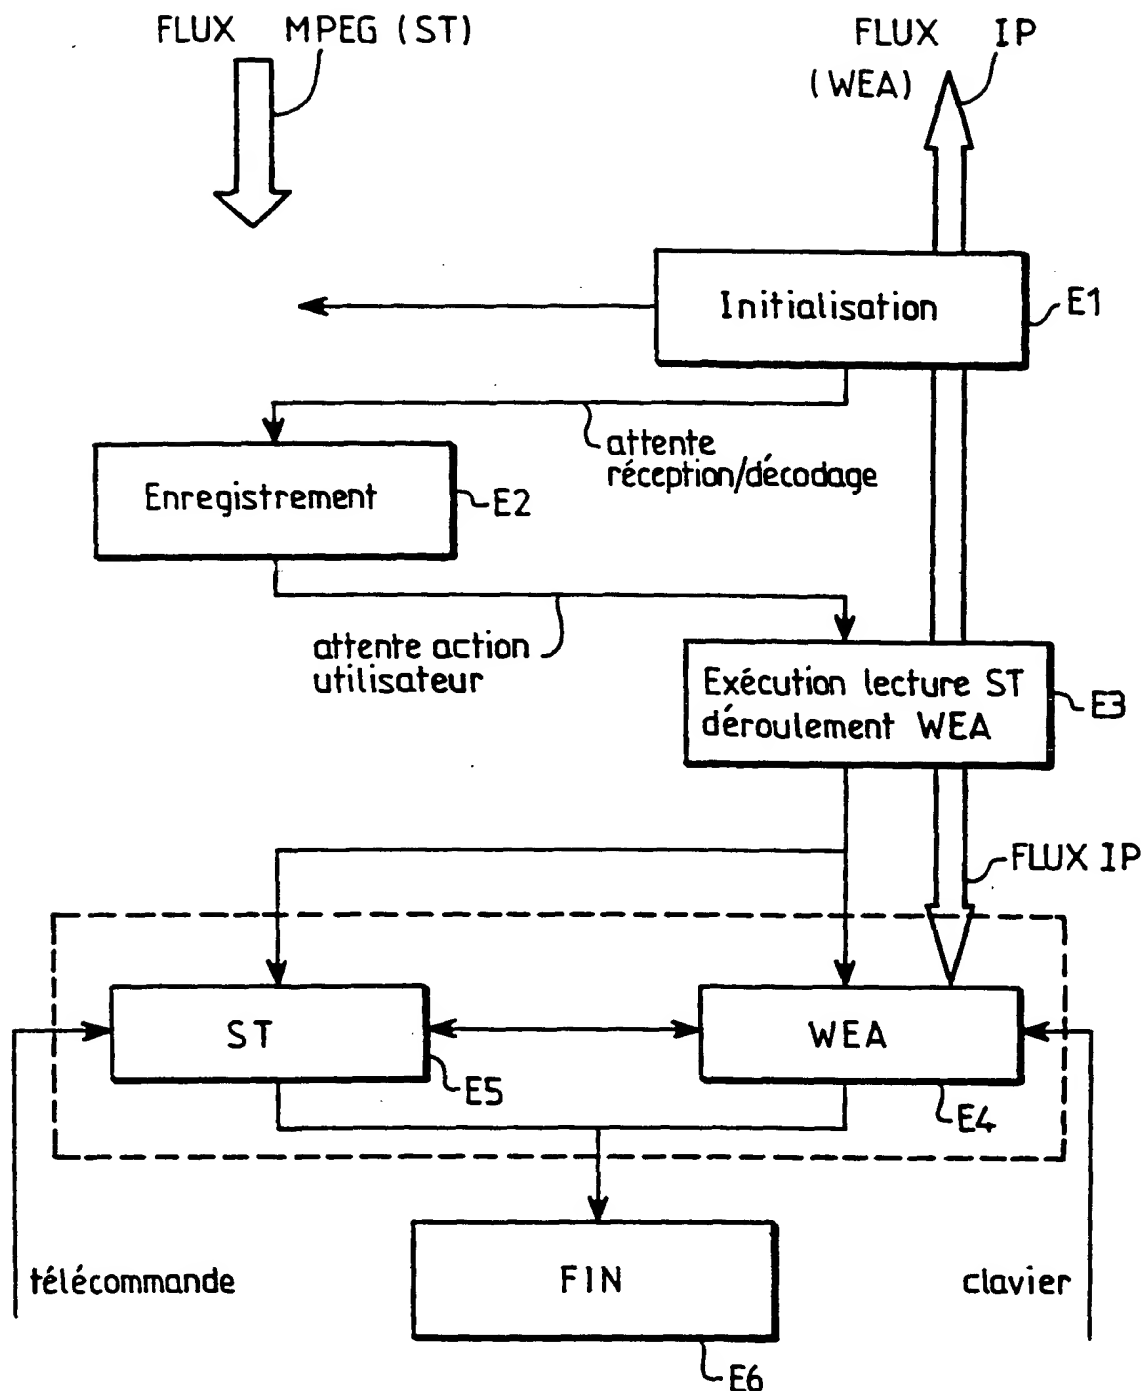 FLUX MPEG (ST)
FLUX IP
(WEA)
Initialisation
E1
attente
réception/décodage
Enregistrement
E2
attente action
utilisateur
Exécution lecture ST
déroulement WEA
E3
FLUX IP
ST
E5
WEA
E4
télécommande
FIN
clavier
E6